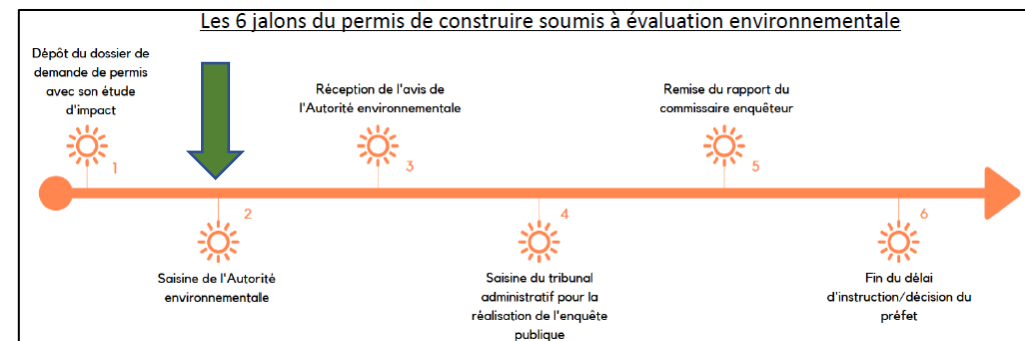 Les 6 jalons du permis de construire soumis à évaluation environnementale
Dépôt du dossier de
demande de permis
avec son étude
d'impact
1
Saisine de l'Autorité
environnementale
2
Réception de l'avis de
l'Autorité environnementale
3
Saisine du tribunal
administratif pour la
réalisation de l'enquête
publique
4
Remise du rapport du
commissaire enquêteur
5
Fin du délai
d'instruction/décision du
préfet
6